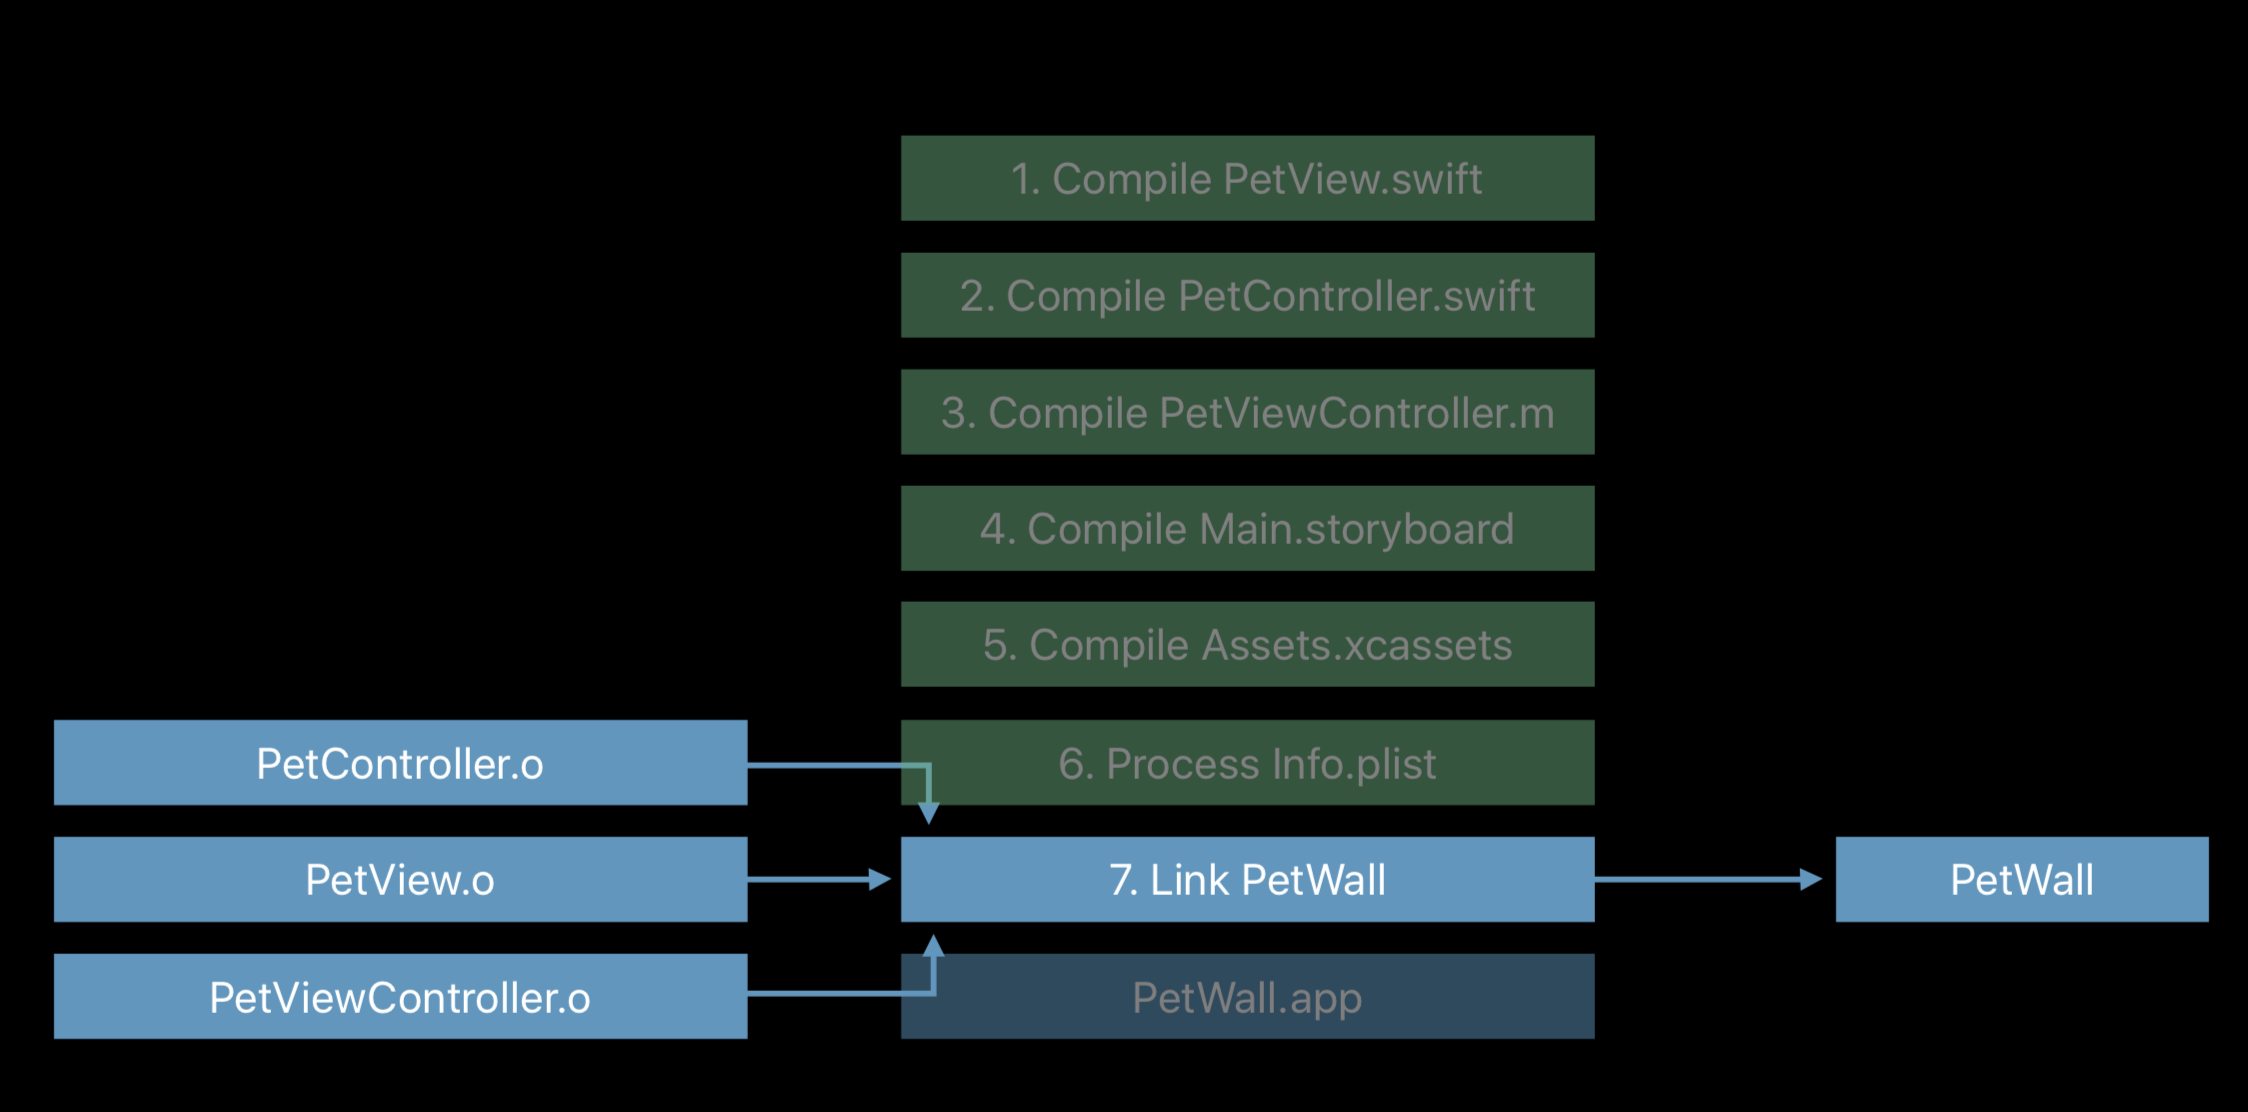 1. Compile PetView.swift
2. Compile PetController.swift
3. Compile PetViewController.m
4. Compile Main.storyboard
5. Compile Assets.xcassets
PetController.o
6. Process Info.plist
PetView.o
7. Link PetWall
PetWall
PetViewController.o
PetWall.app